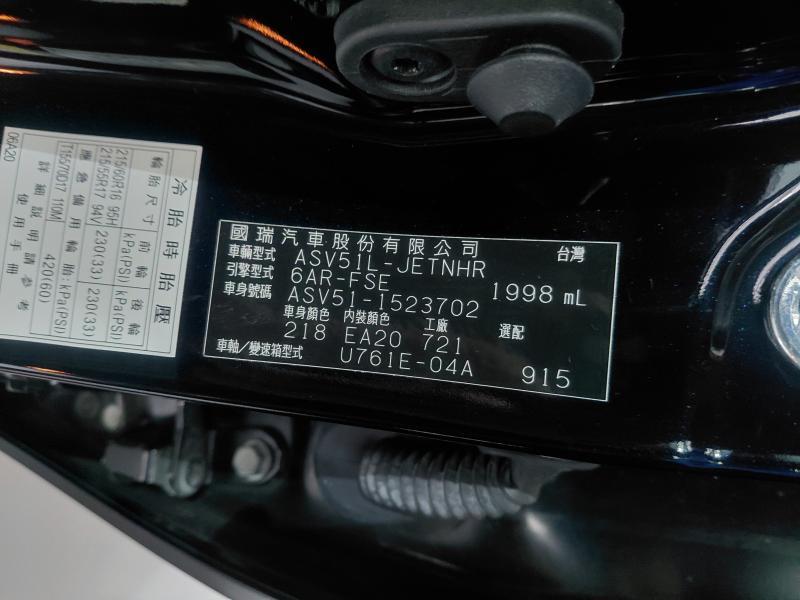 國瑞汽車股份有限公司 台灣
車輛型式 ASV51L-JETNHR
引擎型式 6AR-FSE 1998 mL
車身號碼 ASV51-1523702
車身顏色 內裝顏色 工廠 選配
218 EA20 721
車軸/變速箱型式 U761E-04A 915
冷胎時胎壓
輪胎尺寸 前輪 後輪
215/60R16 95H kPa(PSI) kPa(PSI)
215/55R17 94V 230(33) 230(33)
應急備用輪胎 kPa(PSI)
T155/70D17 110M 420(60)
詳細說明請參考
使用手冊
06A20